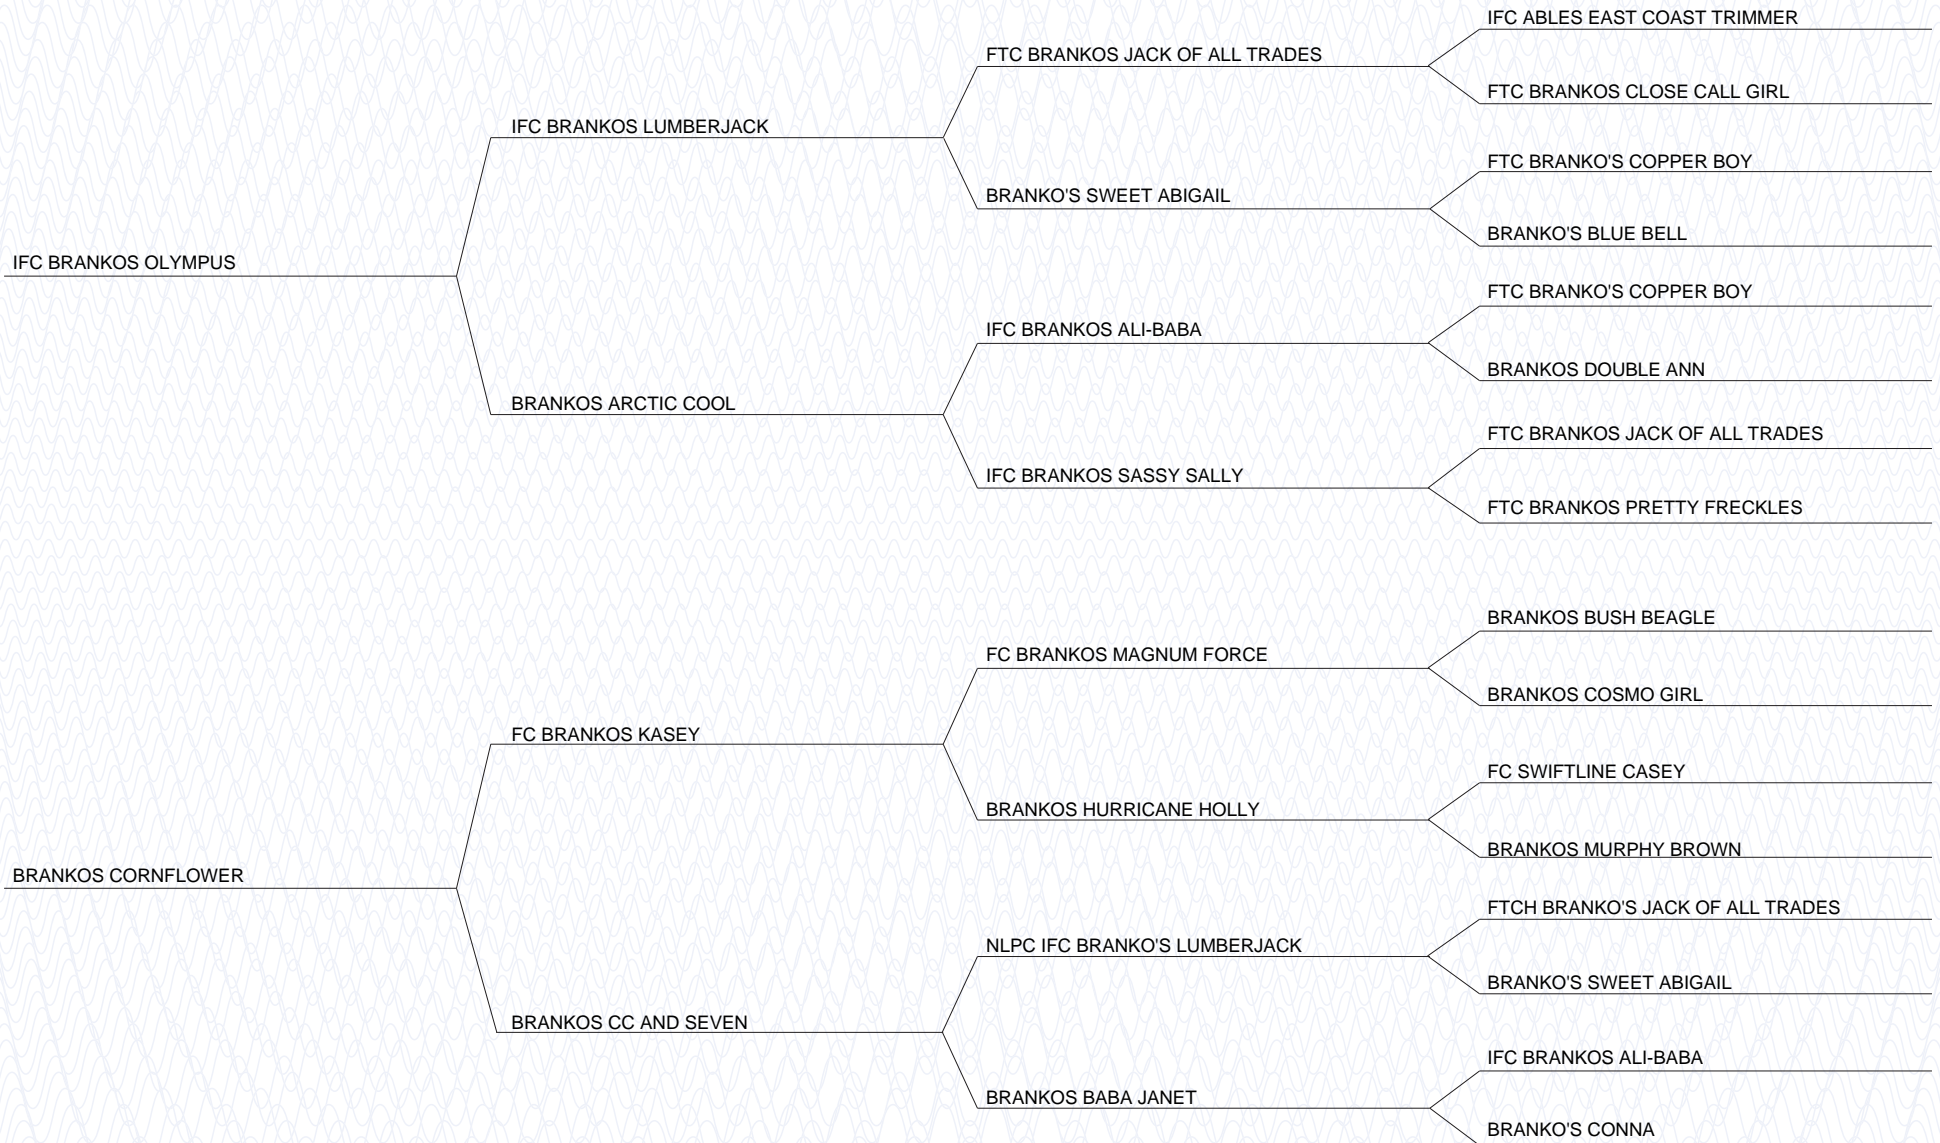 IFC ABLES EAST COAST TRIMMER
FTC BRANKOS JACK OF ALL TRADES
FTC BRANKOS CLOSE CALL GIRL
IFC BRANKOS LUMBERJACK
FTC BRANKO'S COPPER BOY
BRANKO'S SWEET ABIGAIL
BRANKO'S BLUE BELL
IFC BRANKOS OLYMPUS
FTC BRANKO'S COPPER BOY
IFC BRANKOS ALI-BABA
BRANKOS DOUBLE ANN
BRANKOS ARCTIC COOL
FTC BRANKOS JACK OF ALL TRADES
IFC BRANKOS SASSY SALLY
FTC BRANKOS PRETTY FRECKLES
BRANKOS BUSH BEAGLE
FC BRANKOS MAGNUM FORCE
BRANKOS COSMO GIRL
FC BRANKOS KASEY
FC SWIFTLINE CASEY
BRANKOS HURRICANE HOLLY
BRANKOS MURPHY BROWN
BRANKOS CORNFLOWER
FTCH BRANKO'S JACK OF ALL TRADES
NLPC IFC BRANKO'S LUMBERJACK
BRANKO'S SWEET ABIGAIL
BRANKOS CC AND SEVEN
IFC BRANKOS ALI-BABA
BRANKOS BABA JANET
BRANKO'S CONNA